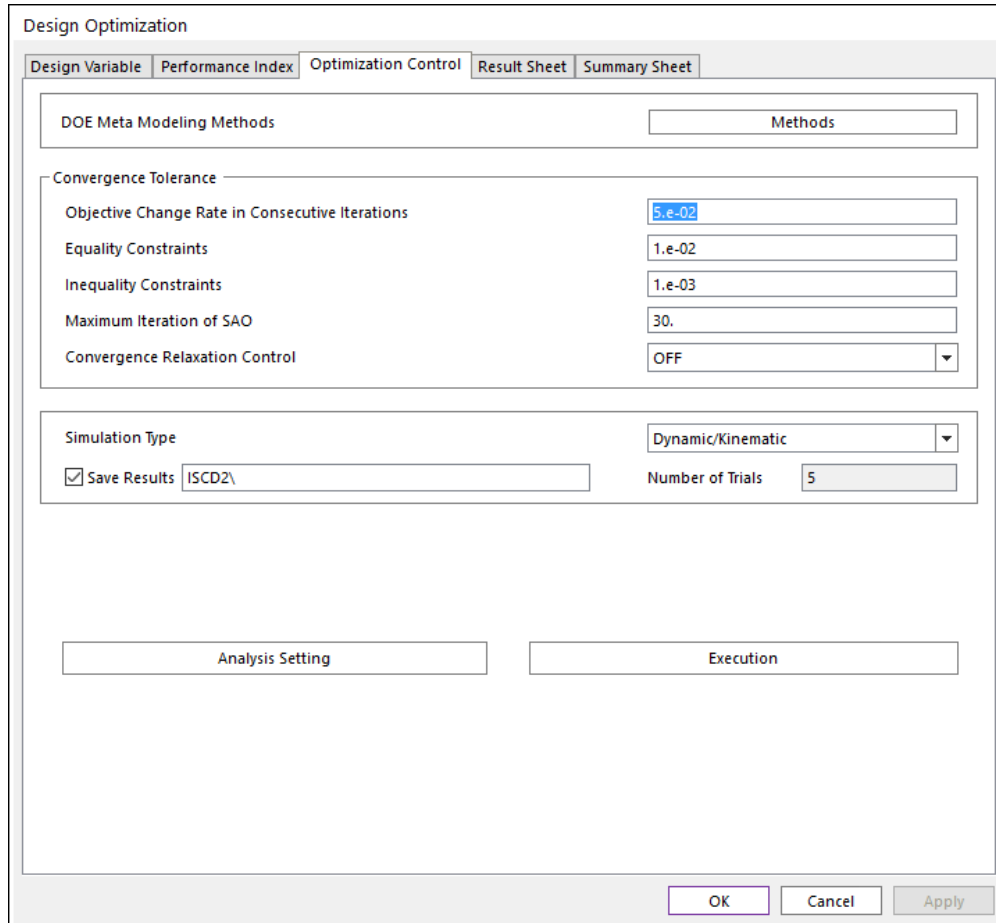 Design Optimization
Design Variable Performance Index Optimization Control Result Sheet Summary Sheet
DOE Meta Modeling Methods Methods
Convergence Tolerance
Objective Change Rate in Consecutive Iterations 5.e-02
Equality Constraints 1.e-02
Inequality Constraints 1.e-03
Maximum Iteration of SAO 30.
Convergence Relaxation Control OFF
Simulation Type Dynamic/Kinematic
Save Results ISCD2\ Number of Trials 5
Analysis Setting Execution
OK Cancel Apply